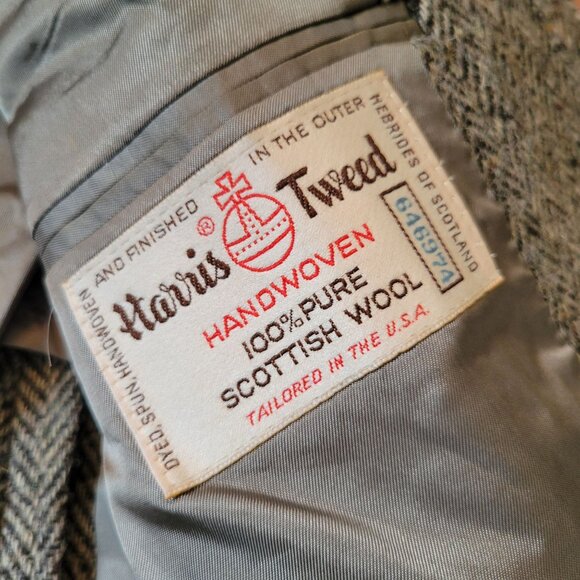 DYED, SPUN, HANDWOVEN AND FINISHED IN THE OUTER HEBRIDES OF SCOTLAND
Harris Tweed
®
HANDWOVEN
100% PURE
SCOTTISH WOOL
TAILORED IN THE U.S.A.
646974